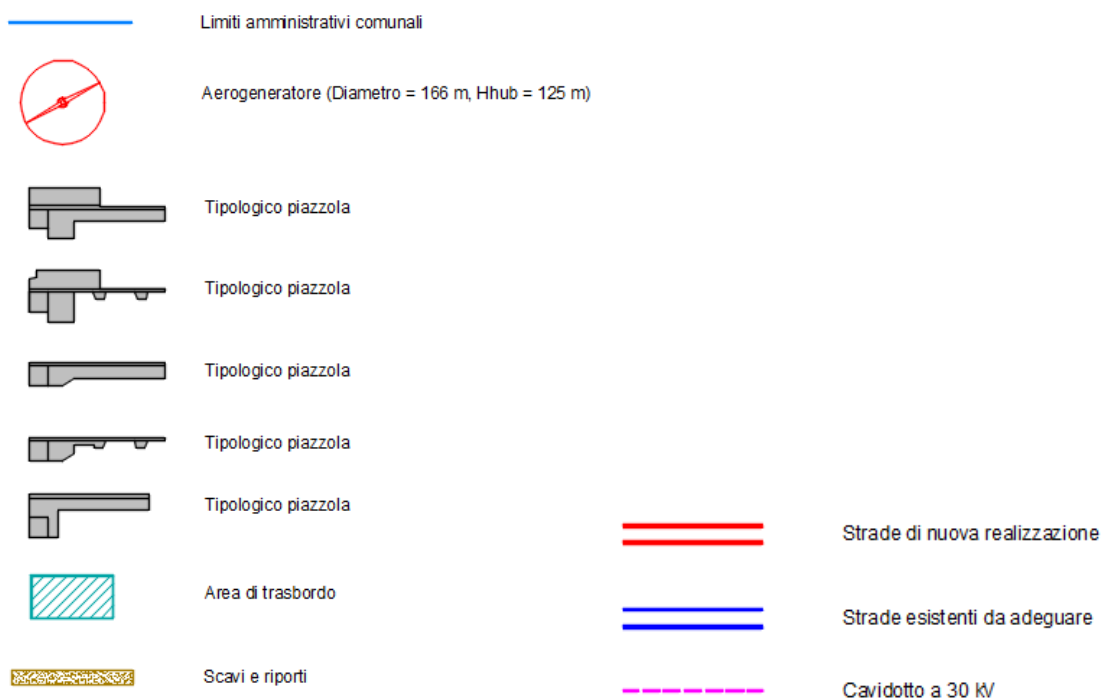 Limiti amministrativi comunali
Aerogeneratore (Diametro = 166 m, Hhub = 125 m)
Tipologico piazzola
Tipologico piazzola
Tipologico piazzola
Tipologico piazzola
Tipologico piazzola
Area di trasbordo
Scavi e riporti
Strade di nuova realizzazione
Strade esistenti da adeguare
Cavidotto a 30 kV